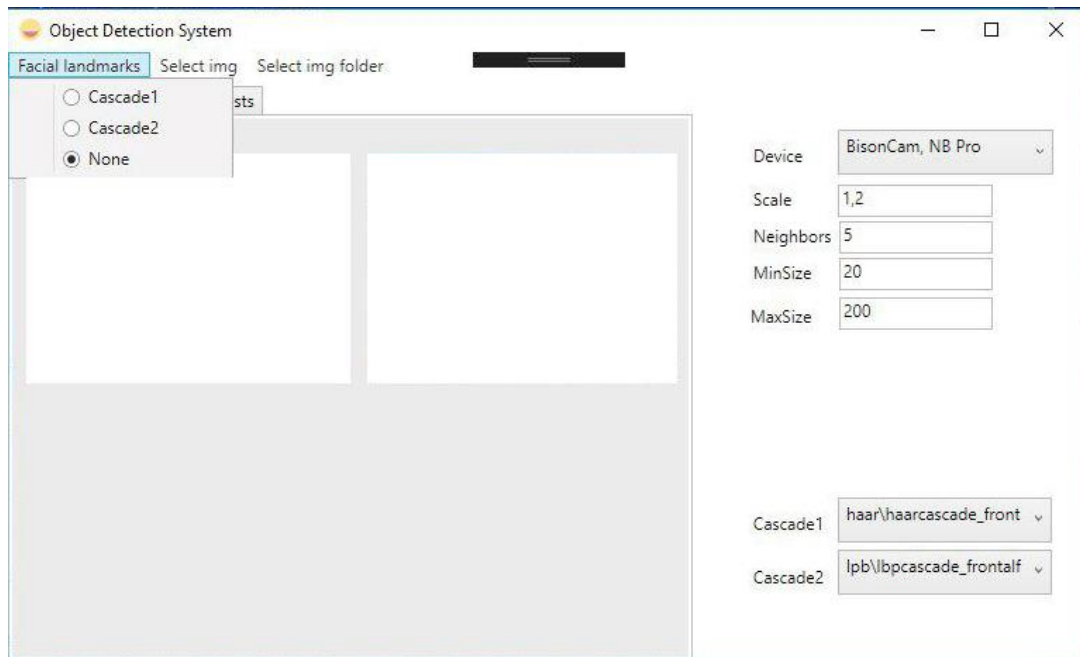 Object Detection System
Facial landmarks Select img Select img folder
Cascade1
sts
Cascade2
None
Device BisonCam, NB Pro
Scale 1,2
Neighbors 5
MinSize 20
MaxSize 200
Cascade1 haar\haarcascade_front
Cascade2 lpb\lbpcascade_frontalf